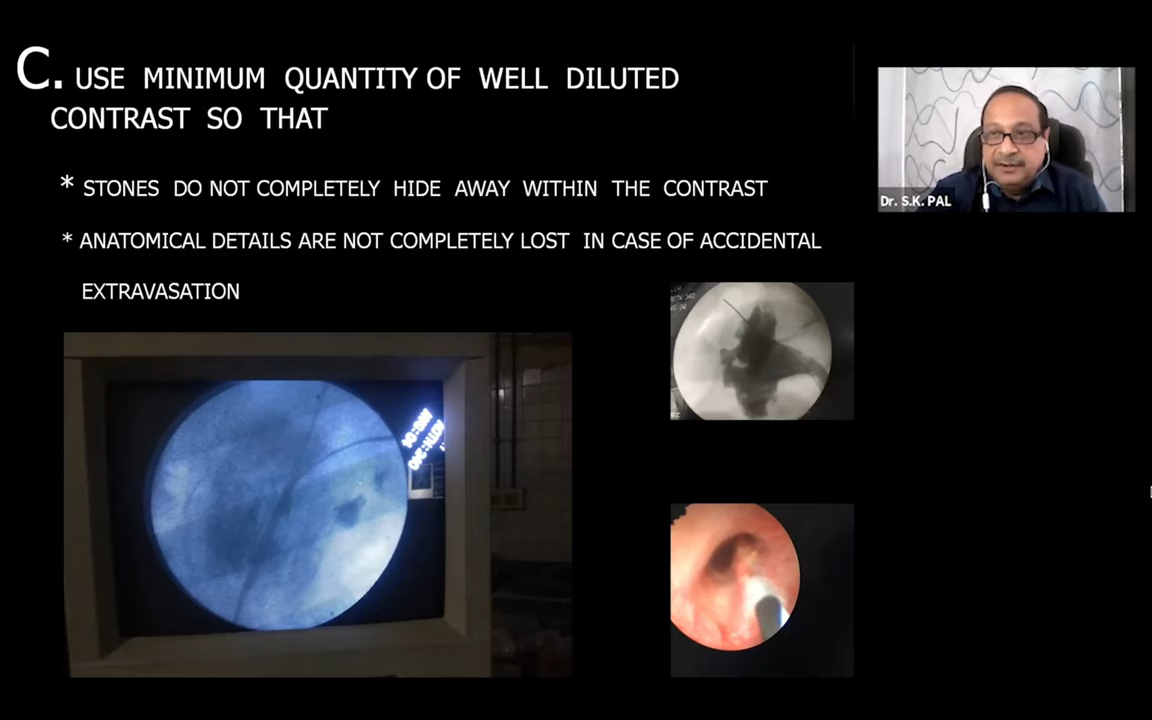 C. USE MINIMUM QUANTITY OF WELL DILUTED
CONTRAST SO THAT
* STONES DO NOT COMPLETELY HIDE AWAY WITHIN THE CONTRAST
* ANATOMICAL DETAILS ARE NOT COMPLETELY LOST IN CASE OF ACCIDENTAL
EXTRAVASATION
Dr. S.K. PAL